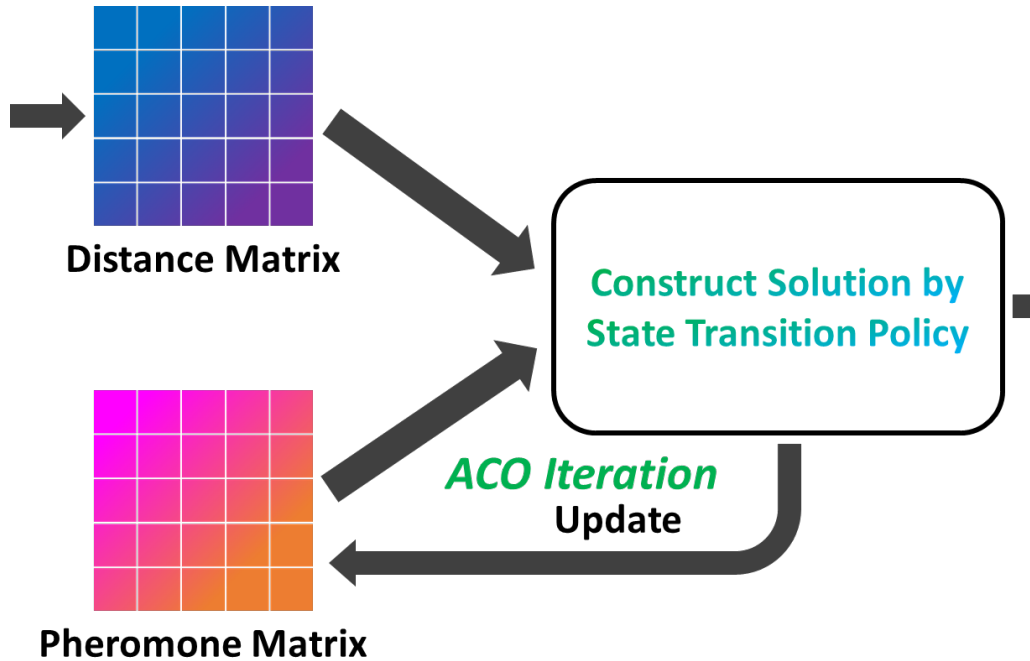 Distance Matrix
Construct Solution by
State Transition Policy
ACO Iteration
Update
Pheromone Matrix